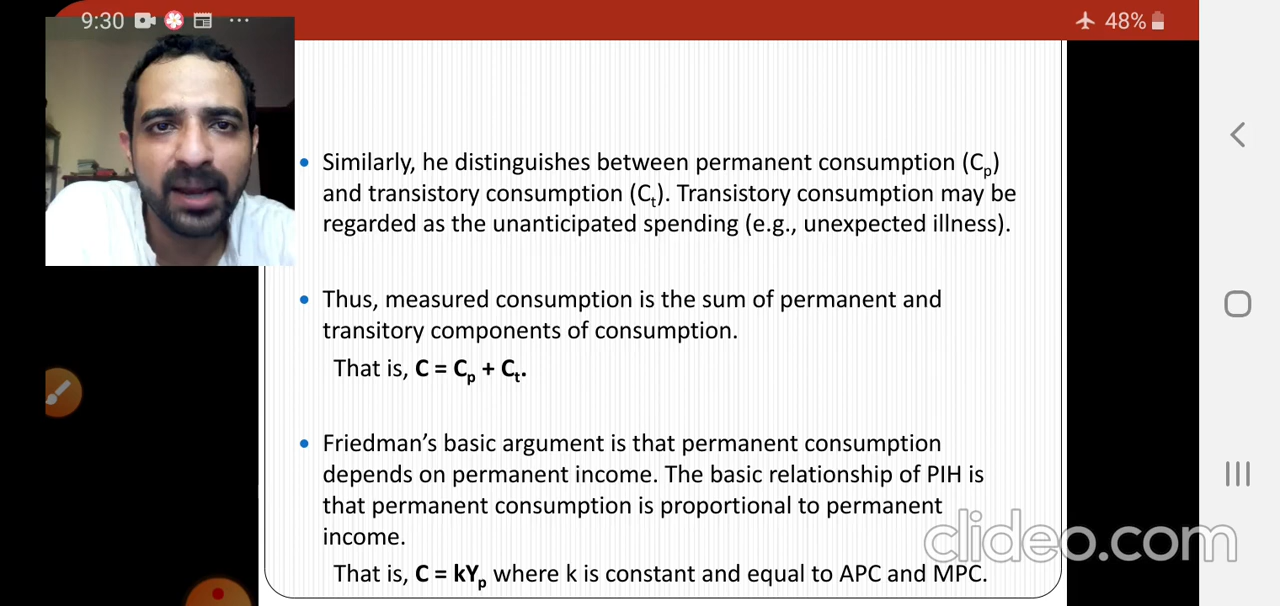 9:30
48%
Similarly, he distinguishes between permanent consumption (Cp)
and transistory consumption (Ct). Transistory consumption may be
regarded as the unanticipated spending (e.g., unexpected illness).
Thus, measured consumption is the sum of permanent and
transitory components of consumption.
That is, C = Cp + Ct.
Friedman's basic argument is that permanent consumption
depends on permanent income. The basic relationship of PIH is
that permanent consumption is proportional to permanent
income.
That is, C = kYp where k is constant and equal to APC and MPC.
clideo.com